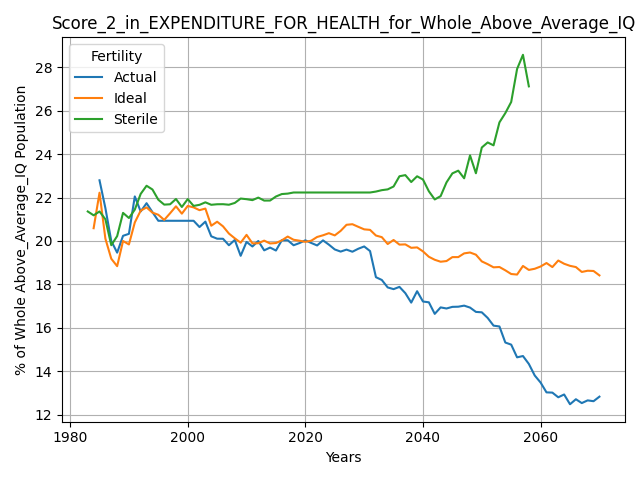 Score_2_in_EXPENDITURE_FOR_HEALTH_for_Whole_Above_Average_IQ
Fertility
Actual
Ideal
Sterile
% of Whole Above_Average_IQ Population
28
26
24
22
20
18
16
14
12
1980
2000
2020
2040
2060
Years